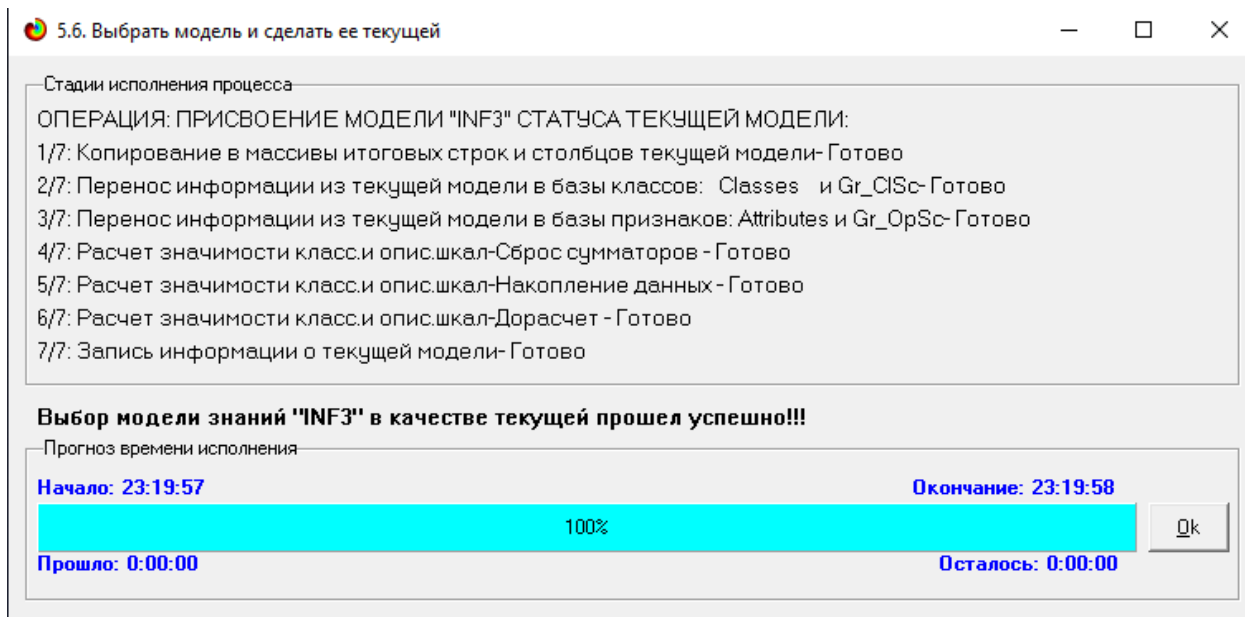 5.6. Выбрать модель и сделать ее текущей
Стадии исполнения процесса
ОПЕРАЦИЯ: ПРИСВОЕНИЕ МОДЕЛИ "INF3" СТАТУСА ТЕКУЩЕЙ МОДЕЛИ:
1/7: Копирование в массивы итоговых строк и столбцов текущей модели- Готово
2/7: Перенос информации из текущей модели в базы классов: Classes и Gr_ClSc- Готово
3/7: Перенос информации из текущей модели в базы признаков: Attributes и Gr_OpSc- Готово
4/7: Расчет значимости класс.и опис.шкал-Сброс сумматоров - Готово
5/7: Расчет значимости класс.и опис.шкал-Накопление данных - Готово
6/7: Расчет значимости класс.и опис.шкал-Дорасчет - Готово
7/7: Запись информации о текущей модели- Готово
Выбор модели знаний "INF3" в качестве текущей прошел успешно!!!
Прогноз времени исполнения
Начало: 23:19:57 Окончание: 23:19:58
100% Ok
Прошло: 0:00:00 Осталось: 0:00:00